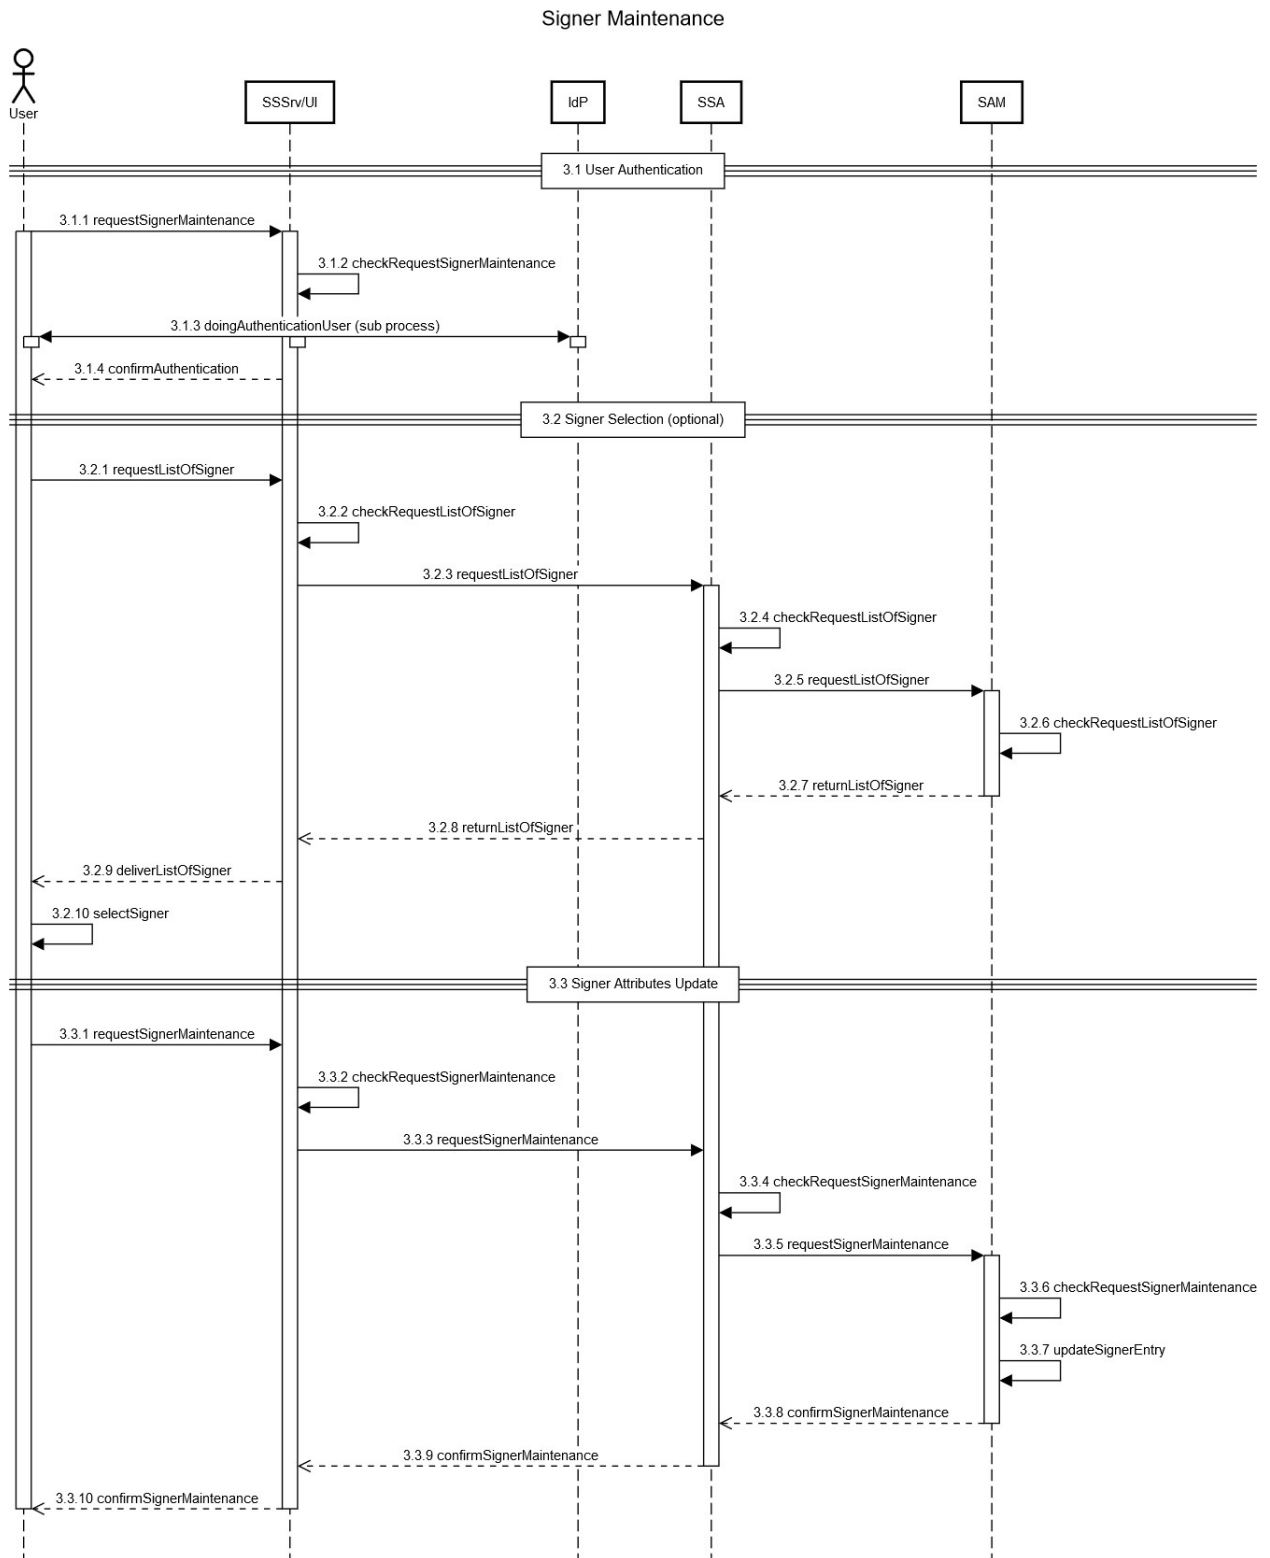 Signer Maintenance
User
SSSrv/UI
IdP
SSA
SAM
3.1 User Authentication
3.1.1 requestSignerMaintenance
3.1.2 checkRequestSignerMaintenance
3.1.3 doingAuthenticationUser (sub process)
3.1.4 confirmAuthentication
3.2 Signer Selection (optional)
3.2.1 requestListOfSigner
3.2.2 checkRequestListOfSigner
3.2.3 requestListOfSigner
3.2.4 checkRequestListOfSigner
3.2.5 requestListOfSigner
3.2.6 checkRequestListOfSigner
3.2.7 returnListOfSigner
3.2.8 returnListOfSigner
3.2.9 deliverListOfSigner
3.2.10 selectSigner
3.3 Signer Attributes Update
3.3.1 requestSignerMaintenance
3.3.2 checkRequestSignerMaintenance
3.3.3 requestSignerMaintenance
3.3.4 checkRequestSignerMaintenance
3.3.5 requestSignerMaintenance
3.3.6 checkRequestSignerMaintenance
3.3.7 updateSignerEntry
3.3.8 confirmSignerMaintenance
3.3.9 confirmSignerMaintenance
3.3.10 confirmSignerMaintenance